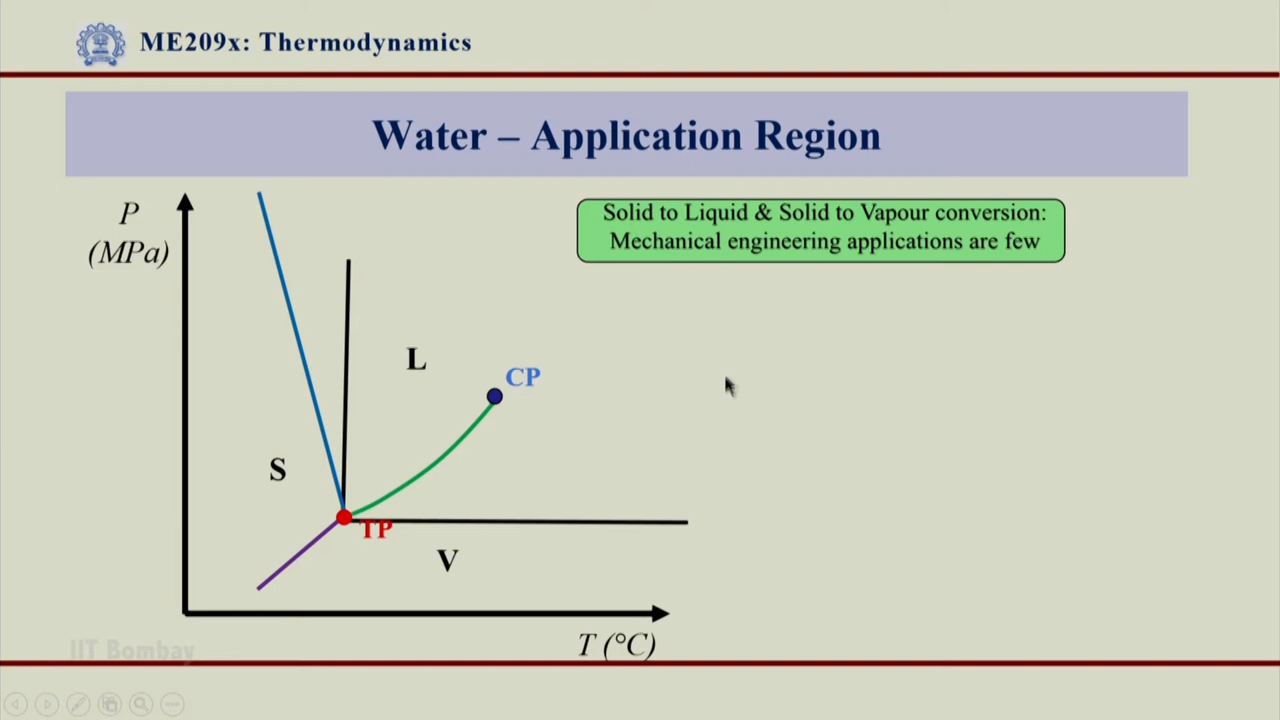 ME209x: Thermodynamics
Water – Application Region
P
(MPa)
Solid to Liquid & Solid to Vapour conversion:
Mechanical engineering applications are few
L
CP
S
TP
V
T (°C)
IIT Bombay